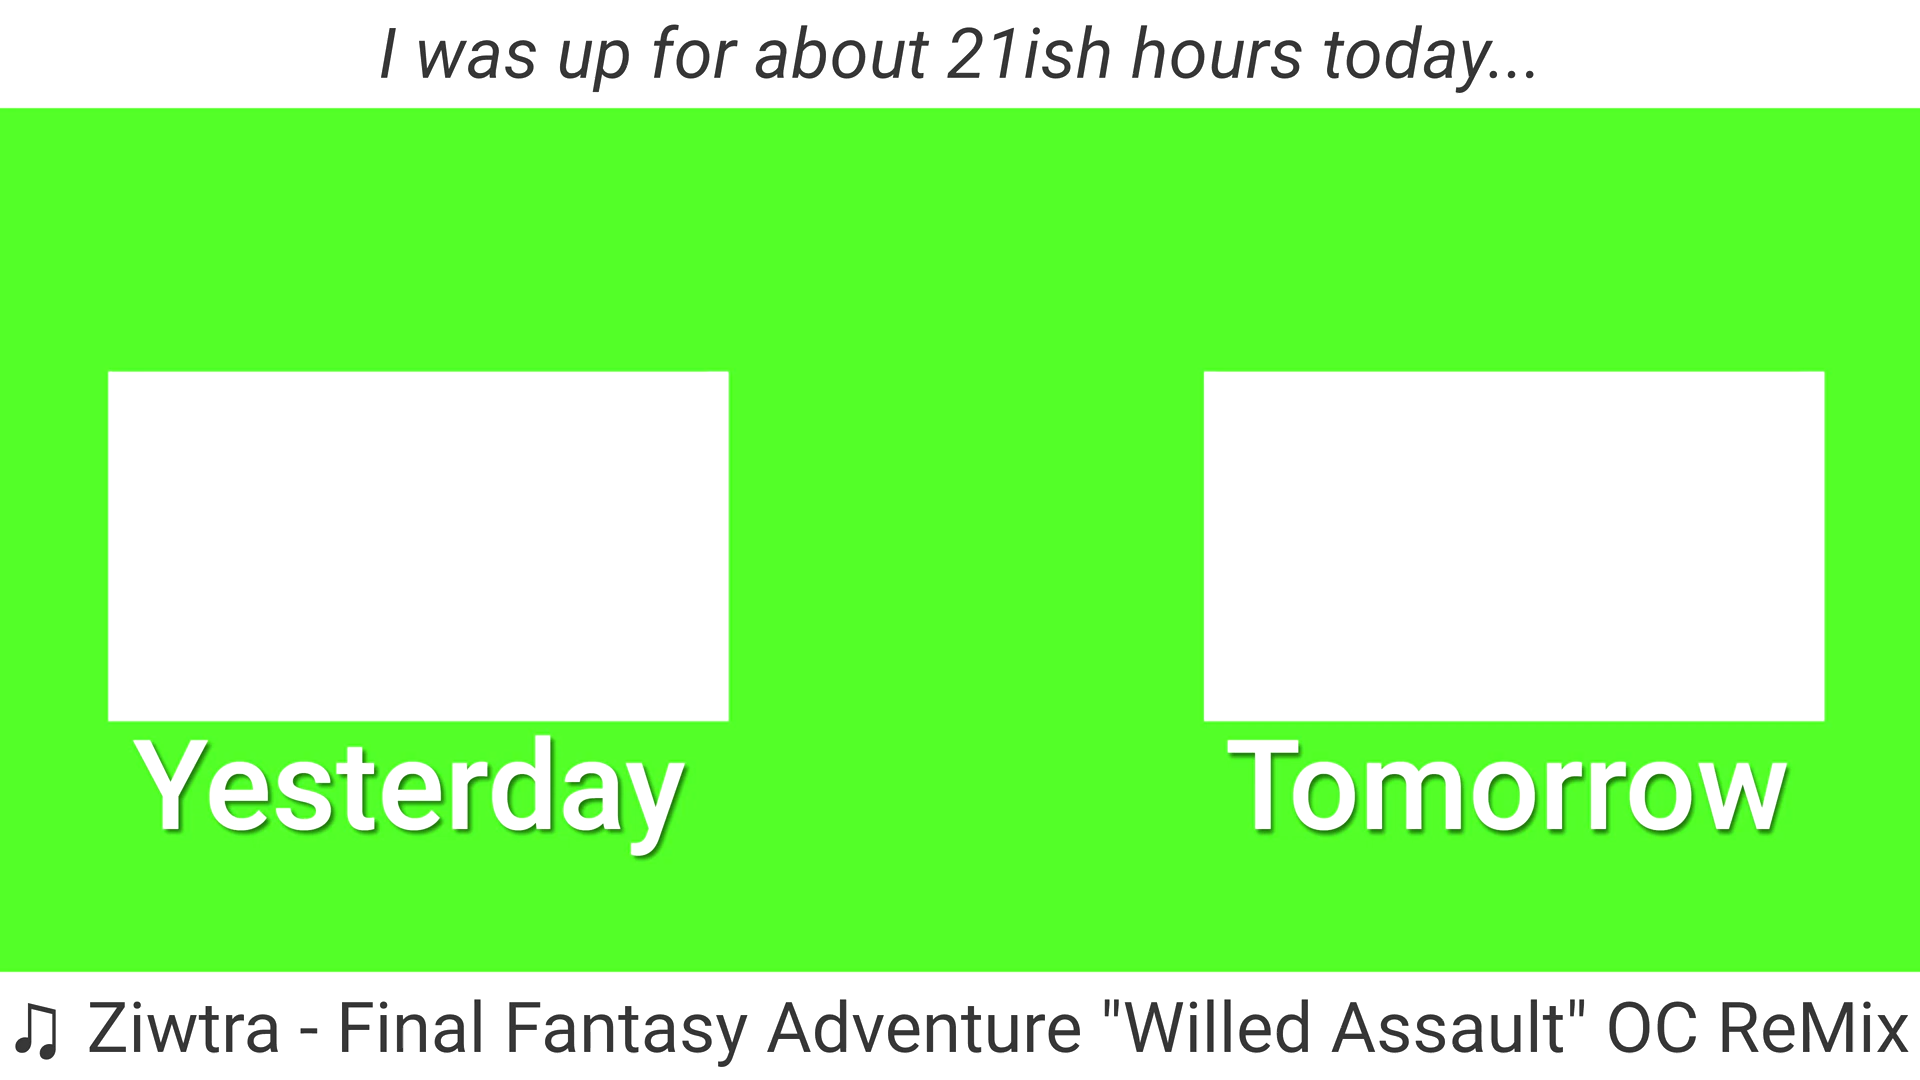 I was up for about 21ish hours today...
Yesterday
Tomorrow
♫ Ziwtra - Final Fantasy Adventure "Willed Assault" OC ReMix